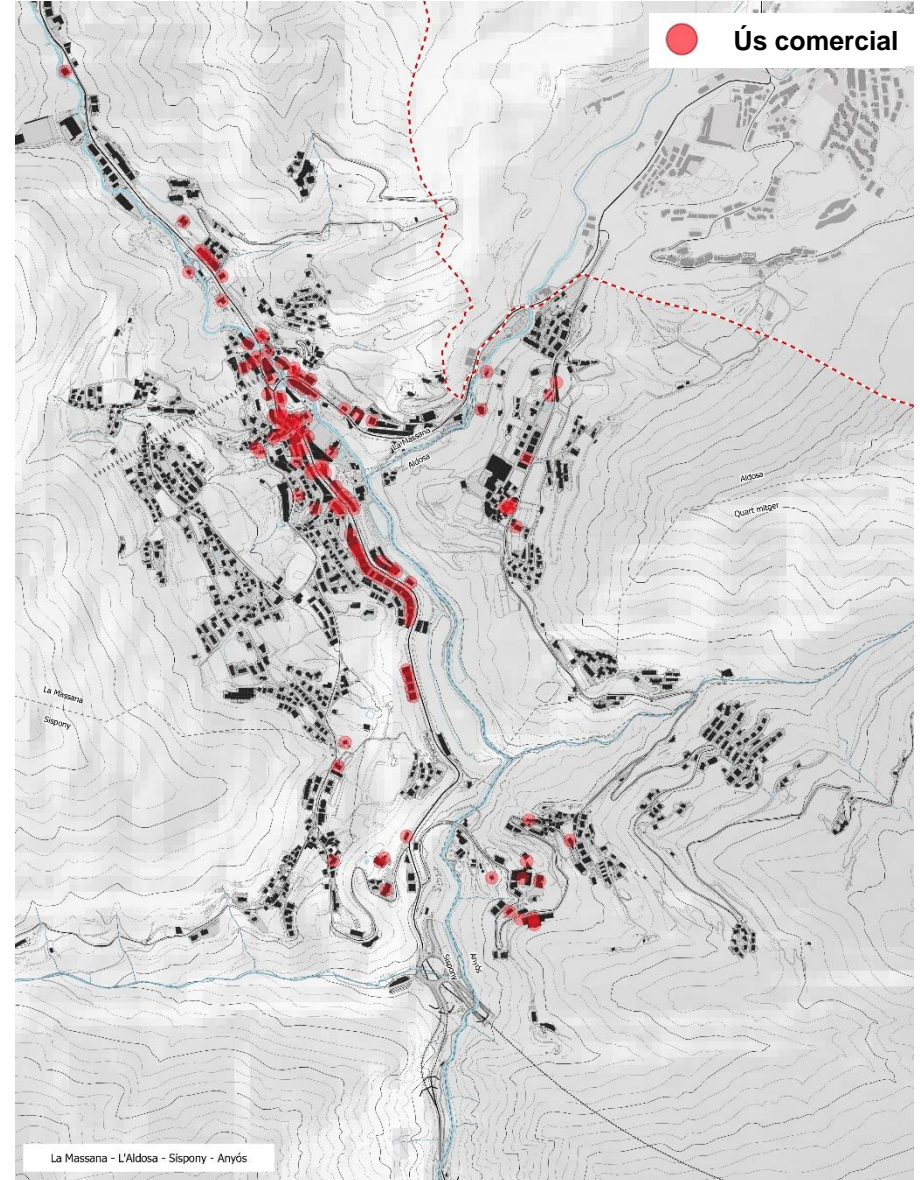 Ús comercial
La Massana
Aldosa
Aldosa
Quart mitger
La Massana
Sispony
Sispony
Anyós
La Massana - L'Aldosa - Sispony - Anyós